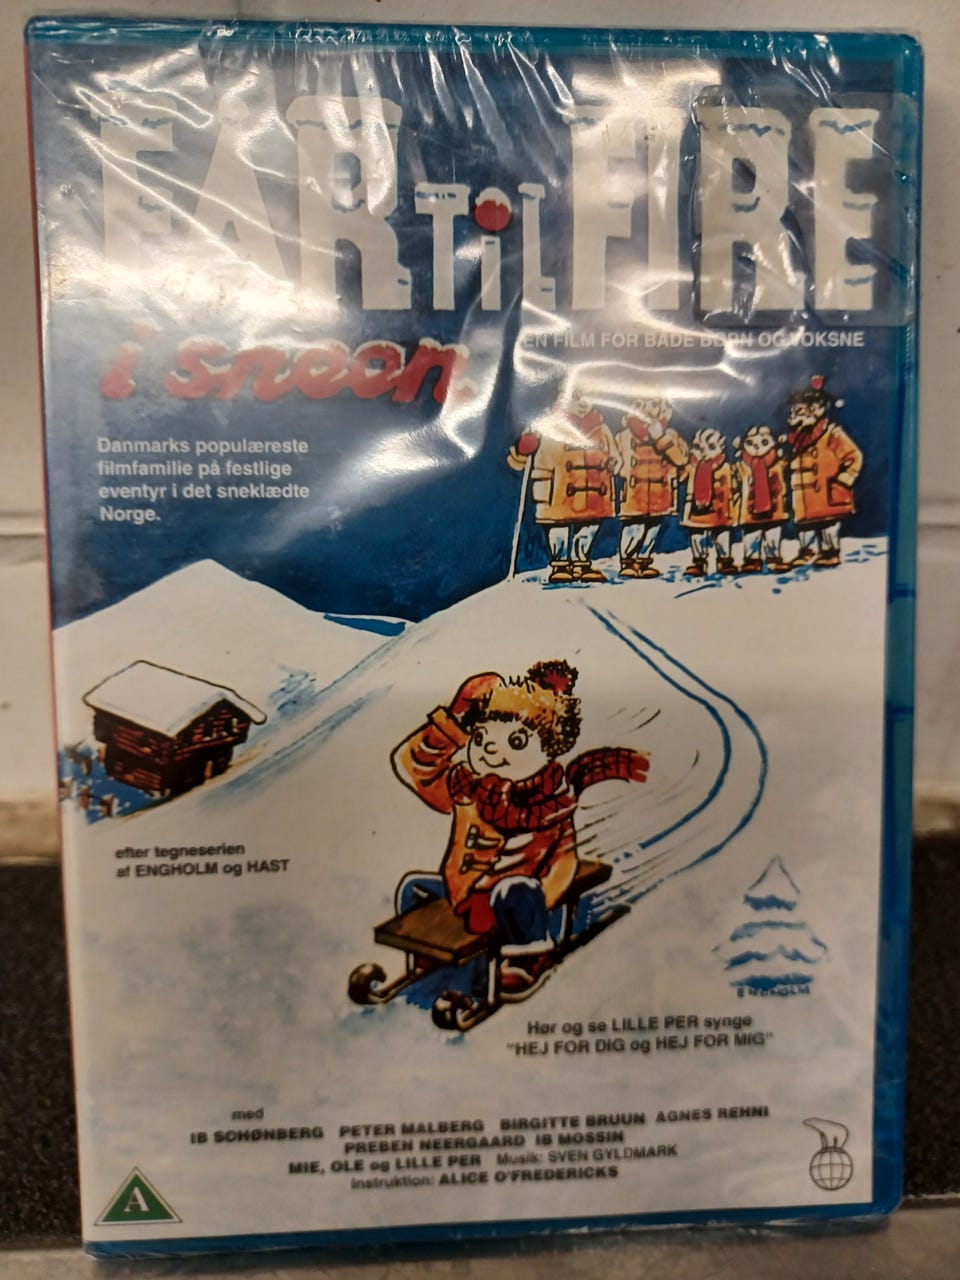 FAR TIL FIRE
i sneen
EN FILM FOR BÅDE BØRN OG VOKSNE
Danmarks populæreste
filmfamilie på festlige
eventyr i det sneklædte
Norge.
efter tegneserien
af ENGHOLM og HAST
ENGHOLM
Hør og se LILLE PER synge
"HEJ FOR DIG og HEJ FOR MIG"
med
IB SCHØNBERG PETER MALBERG BIRGITTE BRUUN AGNES REHNI
PREBEN NEERGAARD IB MOSSIN
MIE, OLE og LILLE PER Musik: SVEN GYLDMARK
Instruktion: ALICE O'FREDERICKS
A